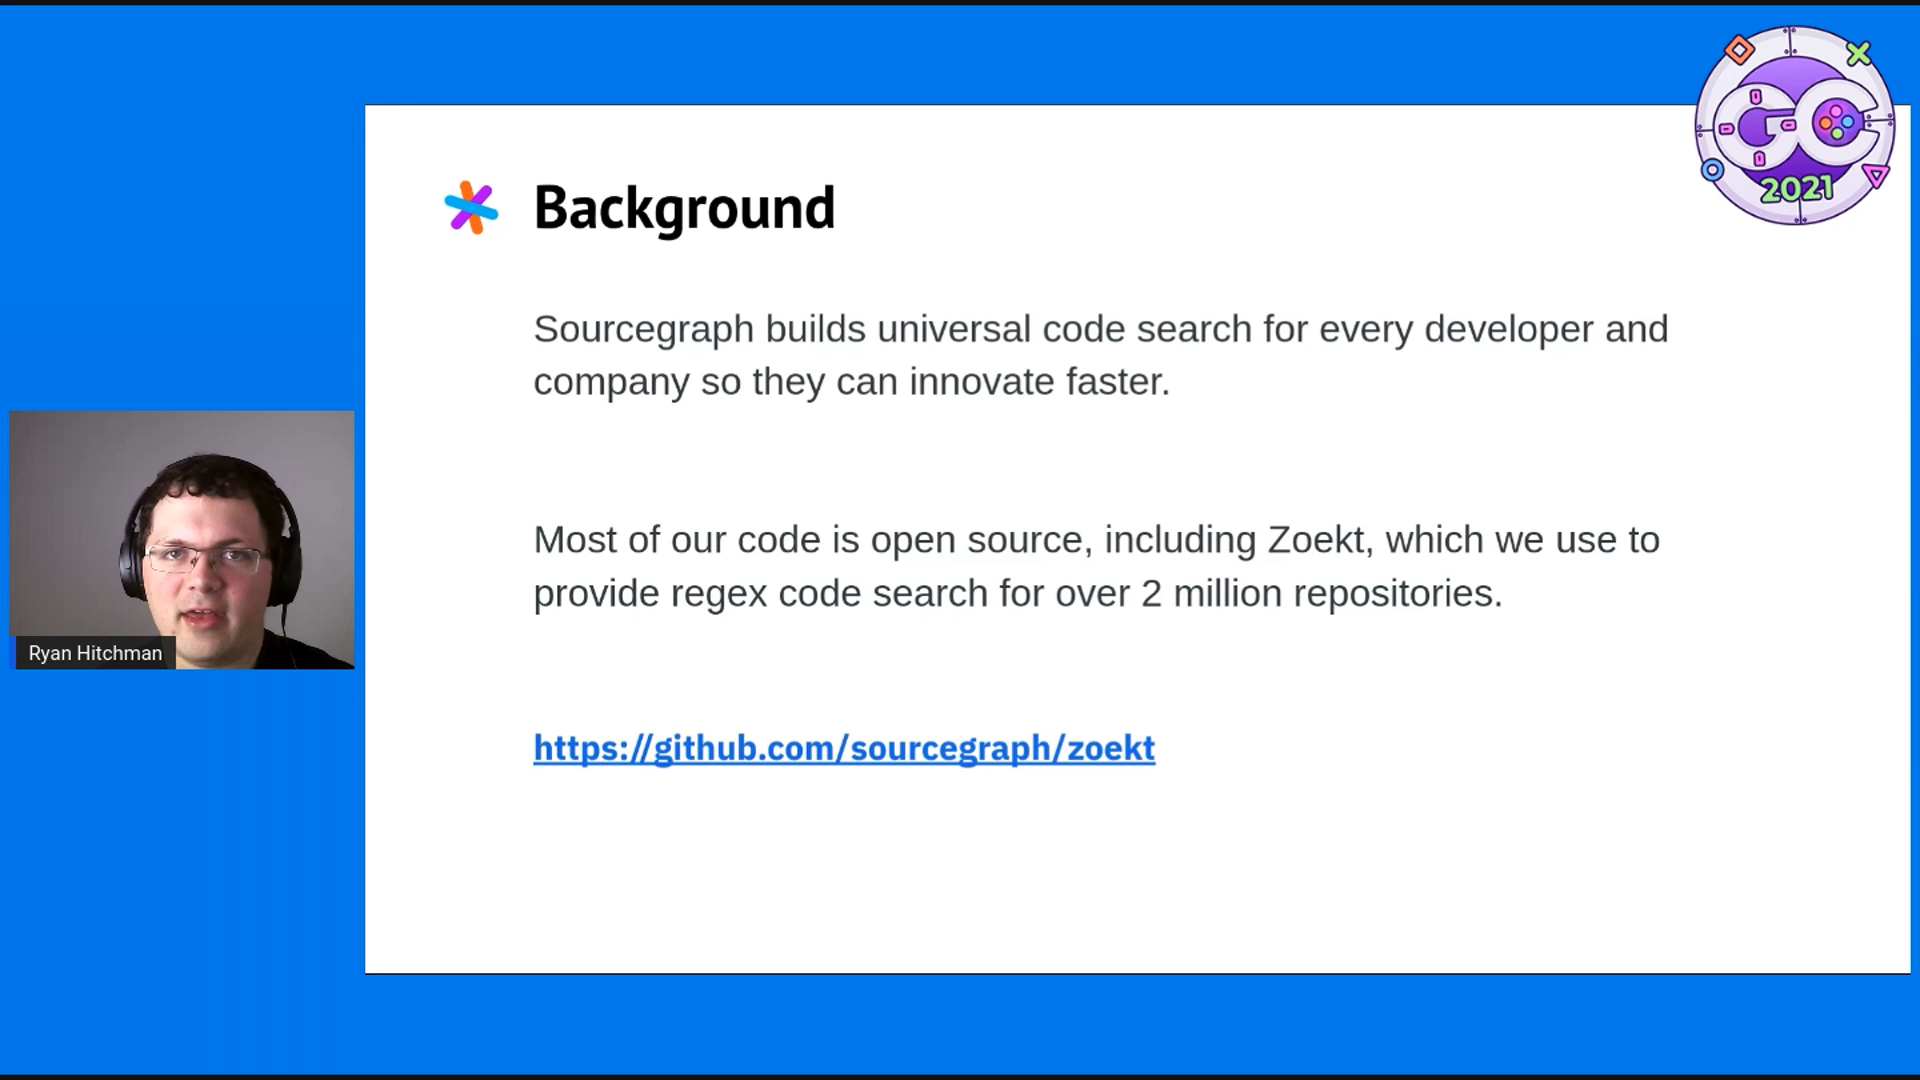 GC
2021
Background
Sourcegraph builds universal code search for every developer and
company so they can innovate faster.
Most of our code is open source, including Zoekt, which we use to
provide regex code search for over 2 million repositories.
https://github.com/sourcegraph/zoekt
Ryan Hitchman